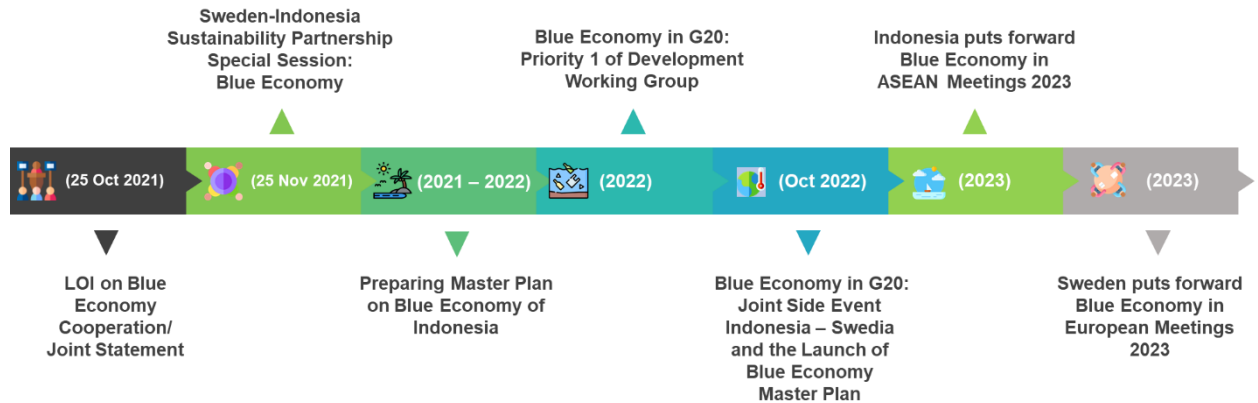 Sweden-Indonesia
Sustainability Partnership
Special Session:
Blue Economy
Blue Economy in G20:
Priority 1 of Development
Working Group
Indonesia puts forward
Blue Economy in
ASEAN Meetings 2023
(25 Oct 2021)
(25 Nov 2021)
(2021 – 2022)
(2022)
(Oct 2022)
(2023)
(2023)
LOI on Blue
Economy
Cooperation/
Joint Statement
Preparing Master Plan
on Blue Economy of
Indonesia
Blue Economy in G20:
Joint Side Event
Indonesia – Swedia
and the Launch of
Blue Economy
Master Plan
Sweden puts forward
Blue Economy in
European Meetings
2023